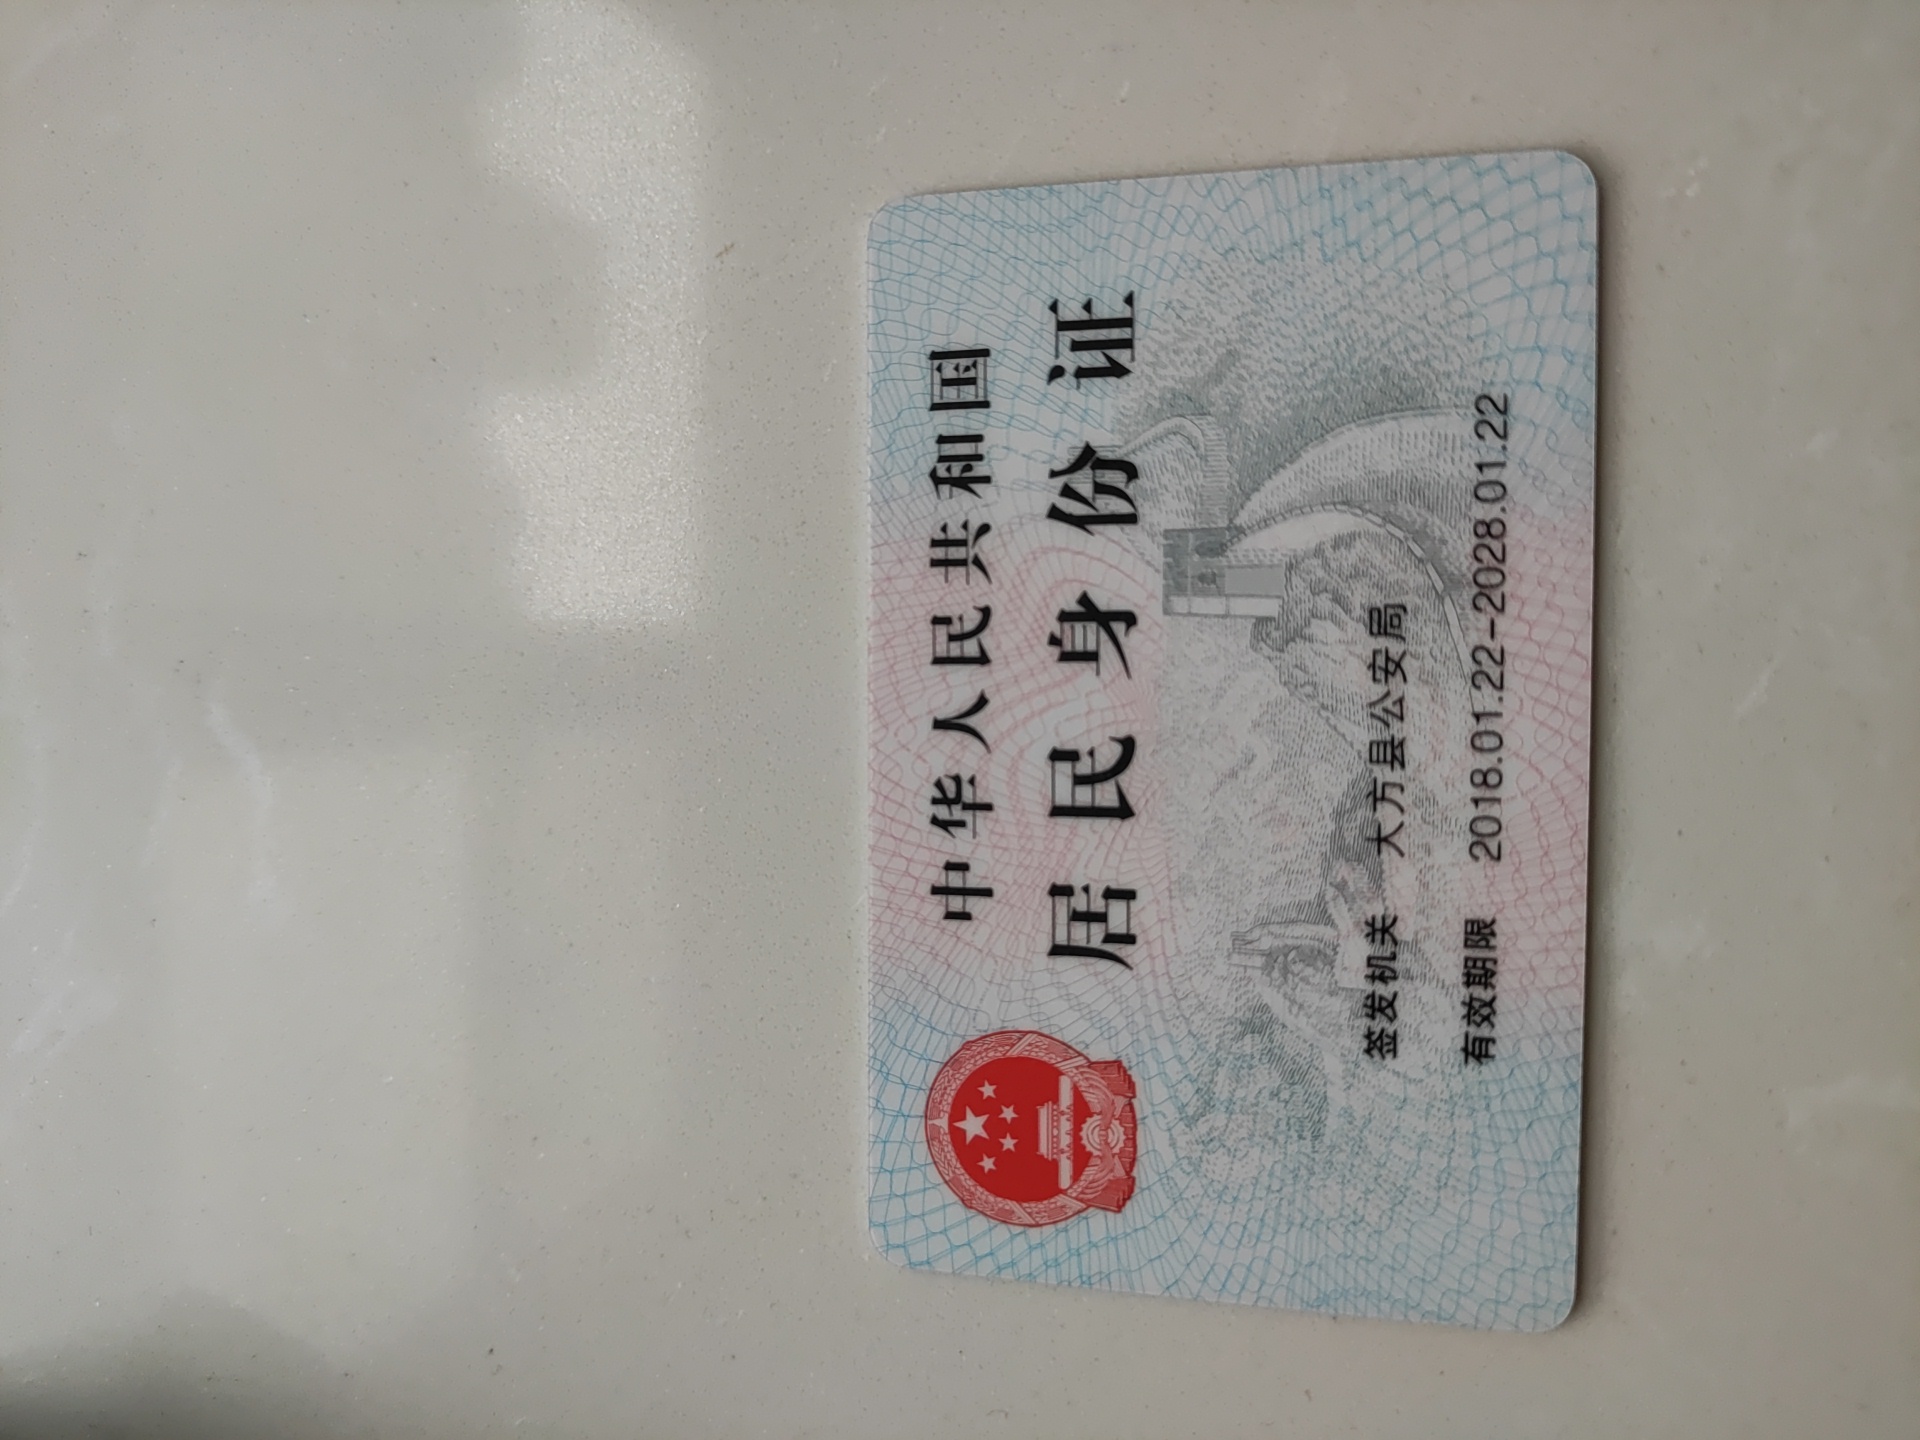 中华人民共和国
居民身份证
签发机关 大方县公安局
有效期限 2018.01.22-2028.01.22